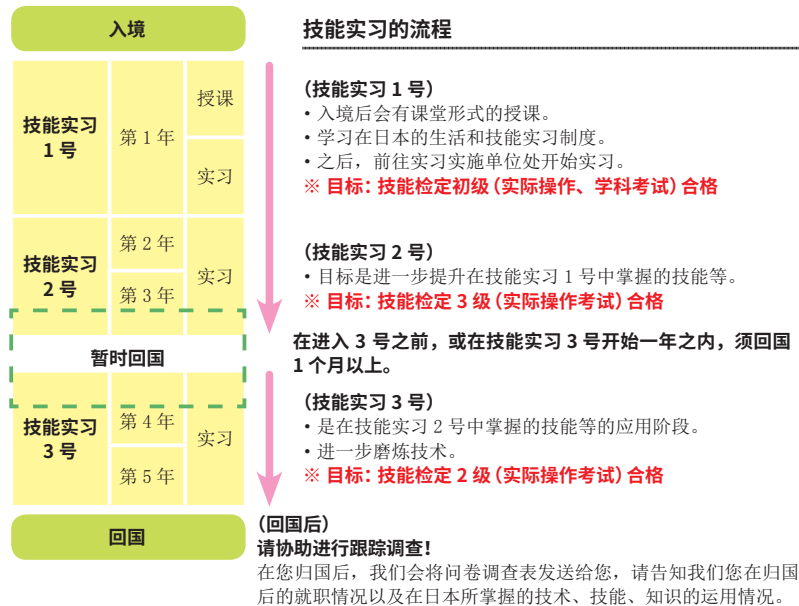 入境
技能实习
1 号
第 1 年
授课
实习
技能实习
2 号
第 2 年
第 3 年
实习
暂时回国
技能实习
3 号
第 4 年
第 5 年
实习
回国
技能实习的流程
（技能实习 1 号）
・入境后会有课堂形式的授课。
・学习在日本的生活和技能实习制度。
・之后，前往实习实施单位处开始实习。
※ 目标：技能检定初级（实际操作、学科考试）合格
（技能实习 2 号）
・目标是进一步提升在技能实习 1 号中掌握的技能等。
※ 目标：技能检定 3 级（实际操作考试）合格
在进入 3 号之前，或在技能实习 3 号开始一年之内，须回国
1 个月以上。
（技能实习 3 号）
・是在技能实习 2 号中掌握的技能等的应用阶段。
・进一步磨炼技术。
※ 目标：技能检定 2 级（实际操作考试）合格
（回国后）
请协助进行跟踪调查！
在您归国后，我们会将问卷调查表发送给您，请告知我们您在归国
后的就职情况以及在日本所掌握的技术、技能、知识的运用情况。